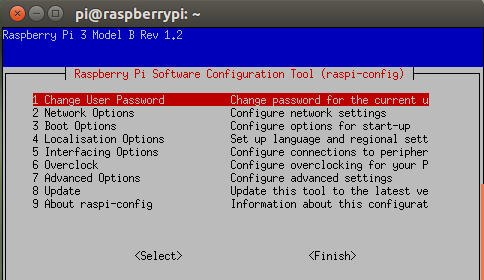 pi@raspberrypi: ~
Raspberry Pi 3 Model B Rev 1.2
Raspberry Pi Software Configuration Tool (raspi-config)
1 Change User Password Change password for the current u
2 Network Options Configure network settings
3 Boot Options Configure options for start-up
4 Localisation Options Set up language and regional sett
5 Interfacing Options Configure connections to peripher
6 Overclock Configure overclocking for your P
7 Advanced Options Configure advanced settings
8 Update Update this tool to the latest ve
9 About raspi-config Information about this configurat
<Select> <Finish>